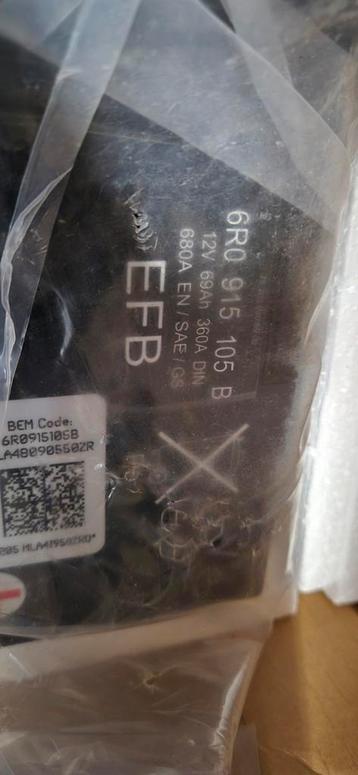 6R0 915 105 B
12V 69Ah 360A DIN
680A EN/SAE/GS
EFB
BEM Code:
6R0915105B